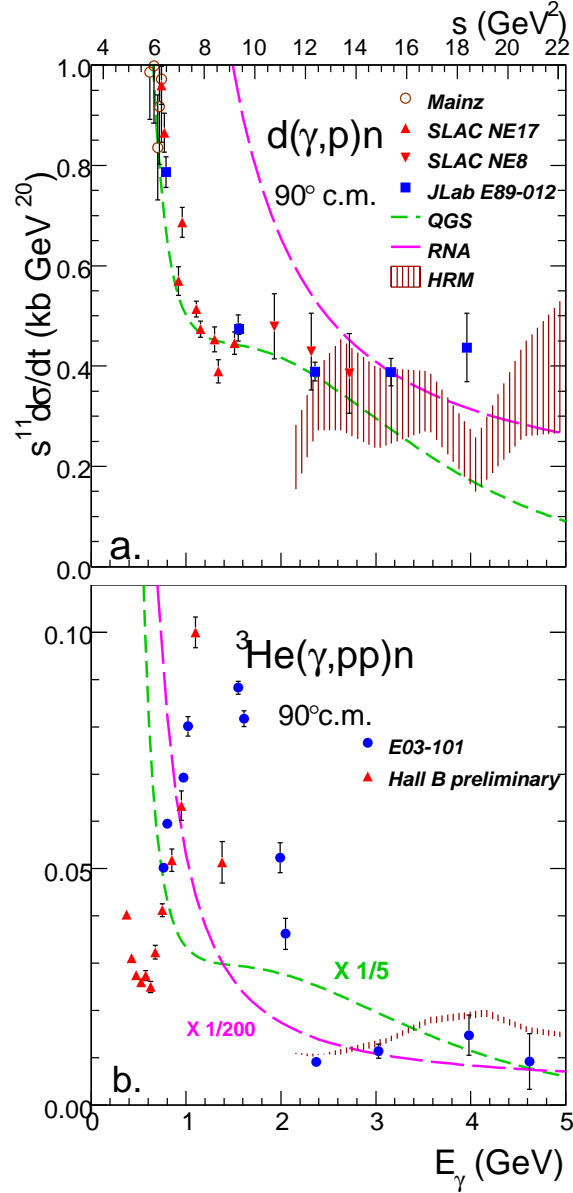 s (GeV2)
4 6 8 10 12 14 16 18 20 22
1.0
0.8
0.6
0.4
0.2
0.0
s11dσ/dt (kb GeV20)
d(γ,p)n
90° c.m.
Mainz
SLAC NE17
SLAC NE8
JLab E89-012
QGS
RNA
HRM
a.
0.10
0.05
0.00
3He(γ,pp)n
90°c.m.
E03-101
Hall B preliminary
X 1/5
X 1/200
b.
0 1 2 3 4 5
Eγ (GeV)